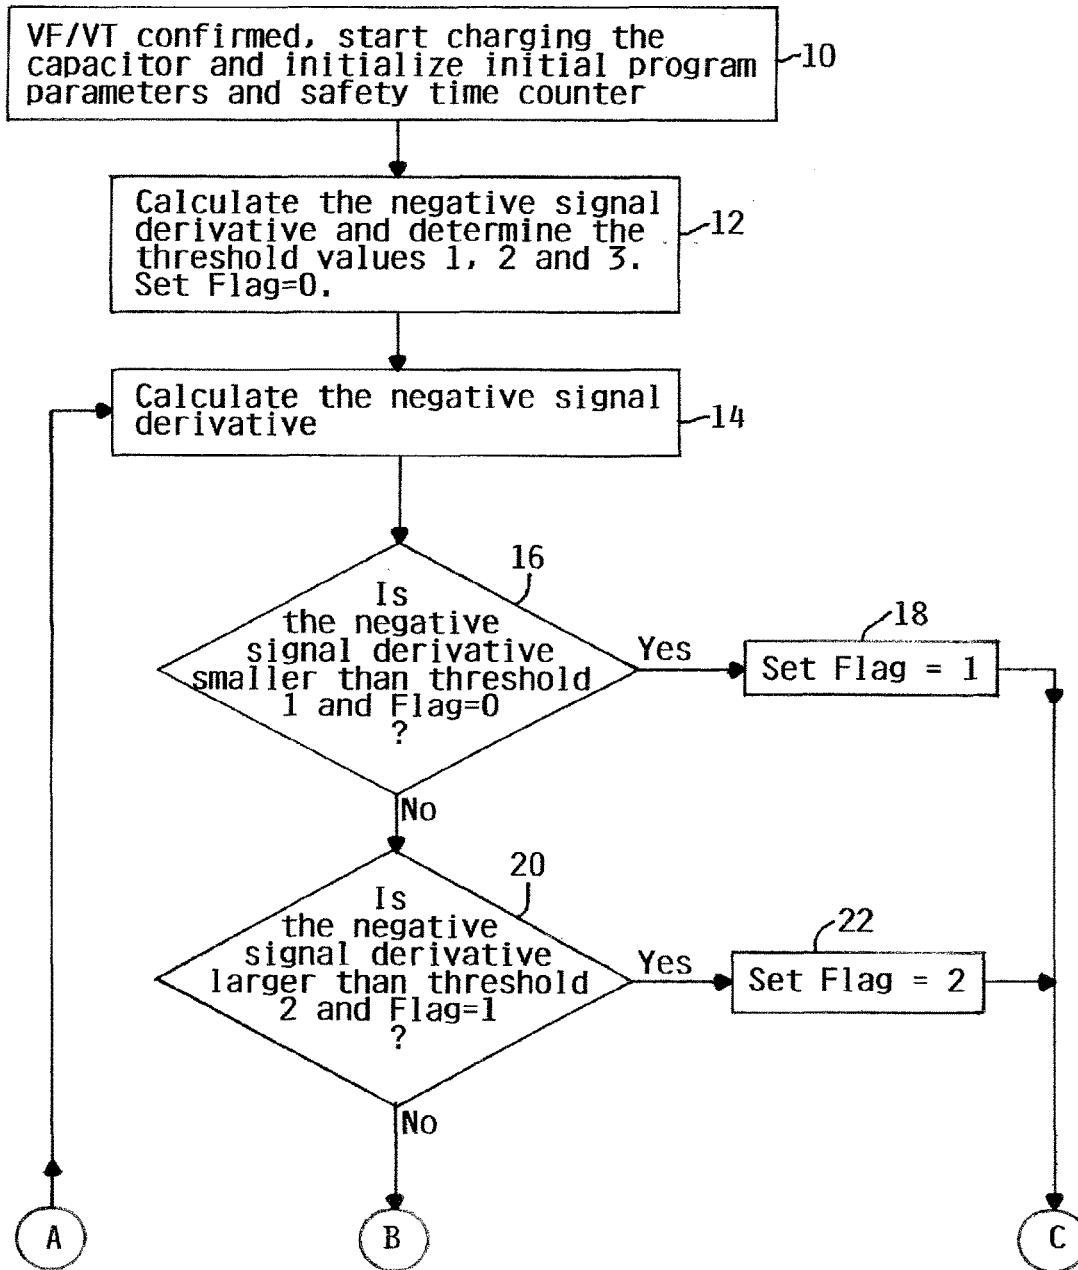 VF/VT confirmed, start charging the
capacitor and initialize initial program
parameters and safety time counter
10
Calculate the negative signal
derivative and determine the
threshold values 1, 2 and 3.
Set Flag=0.
12
Calculate the negative signal
derivative
14
16
Is
the negative
signal derivative
smaller than threshold
1 and Flag=0
?
Yes
18
Set Flag = 1
No
20
Is
the negative
signal derivative
larger than threshold
2 and Flag=1
?
Yes
22
Set Flag = 2
No
A
B
C